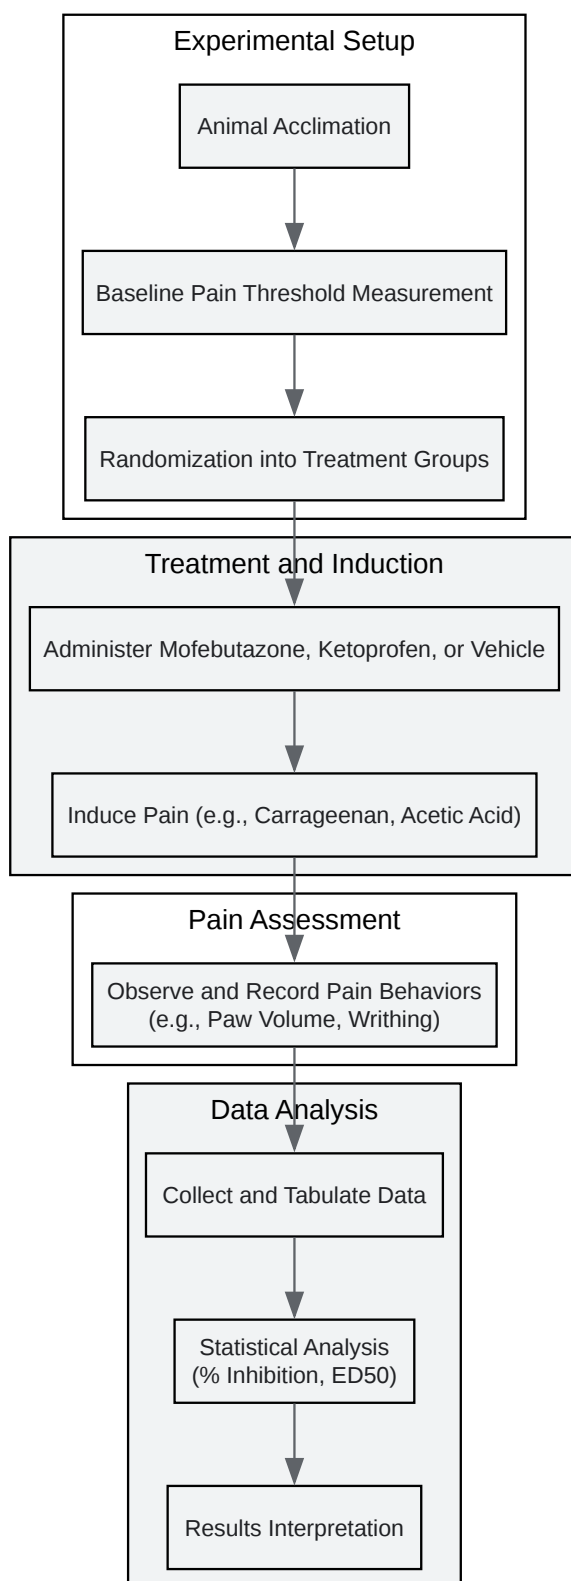 Experimental Setup
Animal Acclimation
Baseline Pain Threshold Measurement
Randomization into Treatment Groups
Treatment and Induction
Administer Mofebutazone, Ketoprofen, or Vehicle
Induce Pain (e.g., Carrageenan, Acetic Acid)
Pain Assessment
Observe and Record Pain Behaviors
(e.g., Paw Volume, Writhing)
Data Analysis
Collect and Tabulate Data
Statistical Analysis
(% Inhibition, ED50)
Results Interpretation